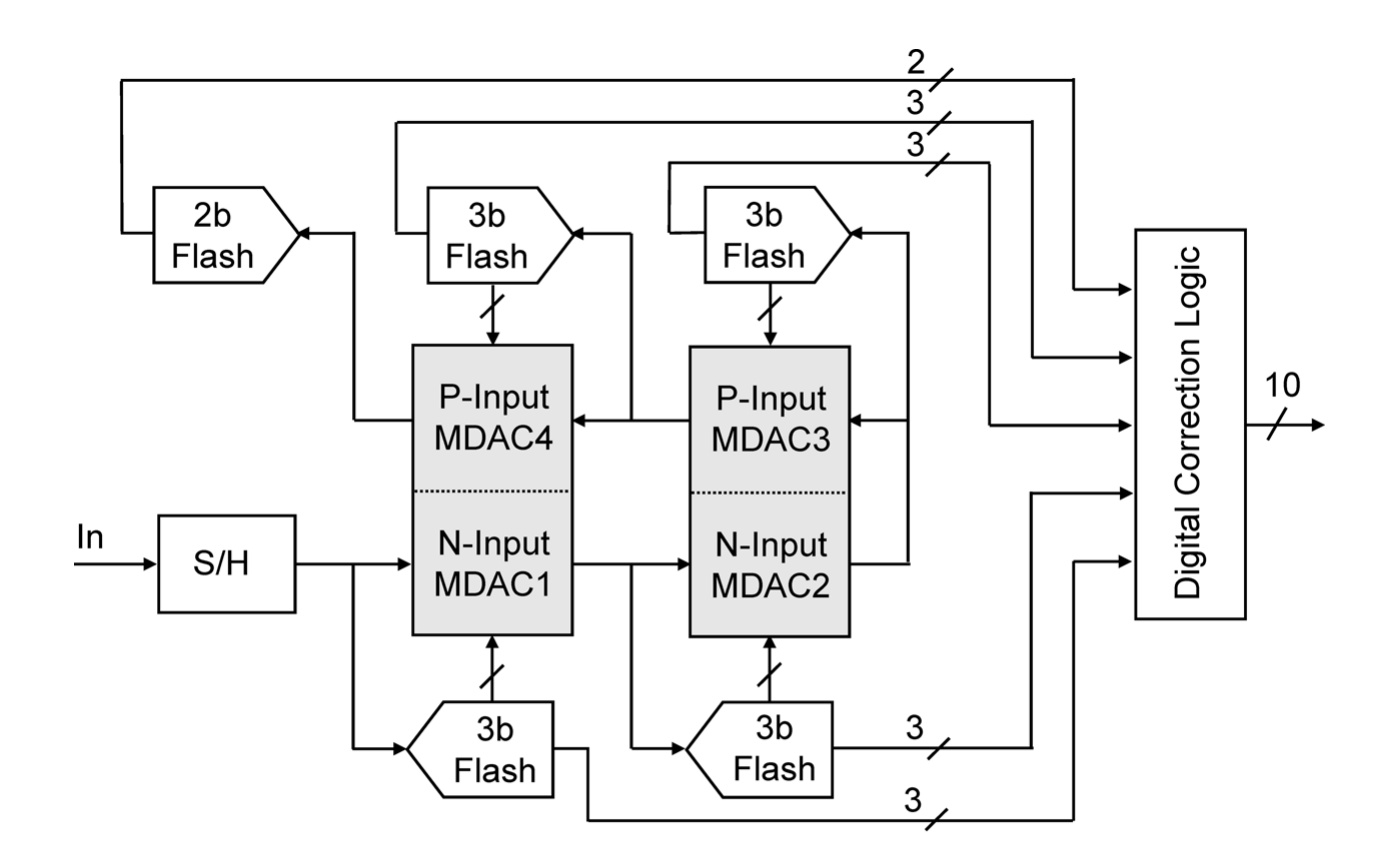 2
3
3
2b
Flash
3b
Flash
3b
Flash
P-Input
MDAC4
P-Input
MDAC3
Digital Correction Logic
10
In
S/H
N-Input
MDAC1
N-Input
MDAC2
3b
Flash
3b
Flash
3
3